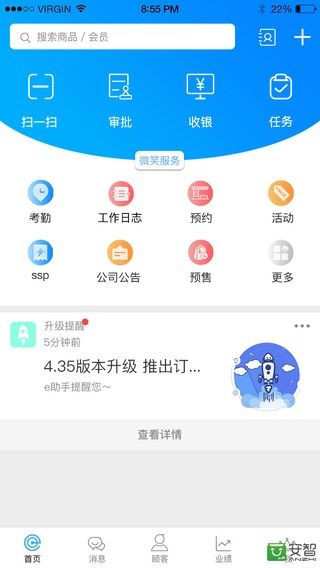 VIRGIN
8:55 PM
22%
搜索商品 / 会员
扫一扫
审批
收银
任务
微笑服务
考勤
工作日志
预约
活动
ssp
公司公告
预售
更多
升级提醒
5分钟前
4.35版本升级 推出订...
e助手提醒您～
查看详情
首页
消息
顾客
业绩
安智